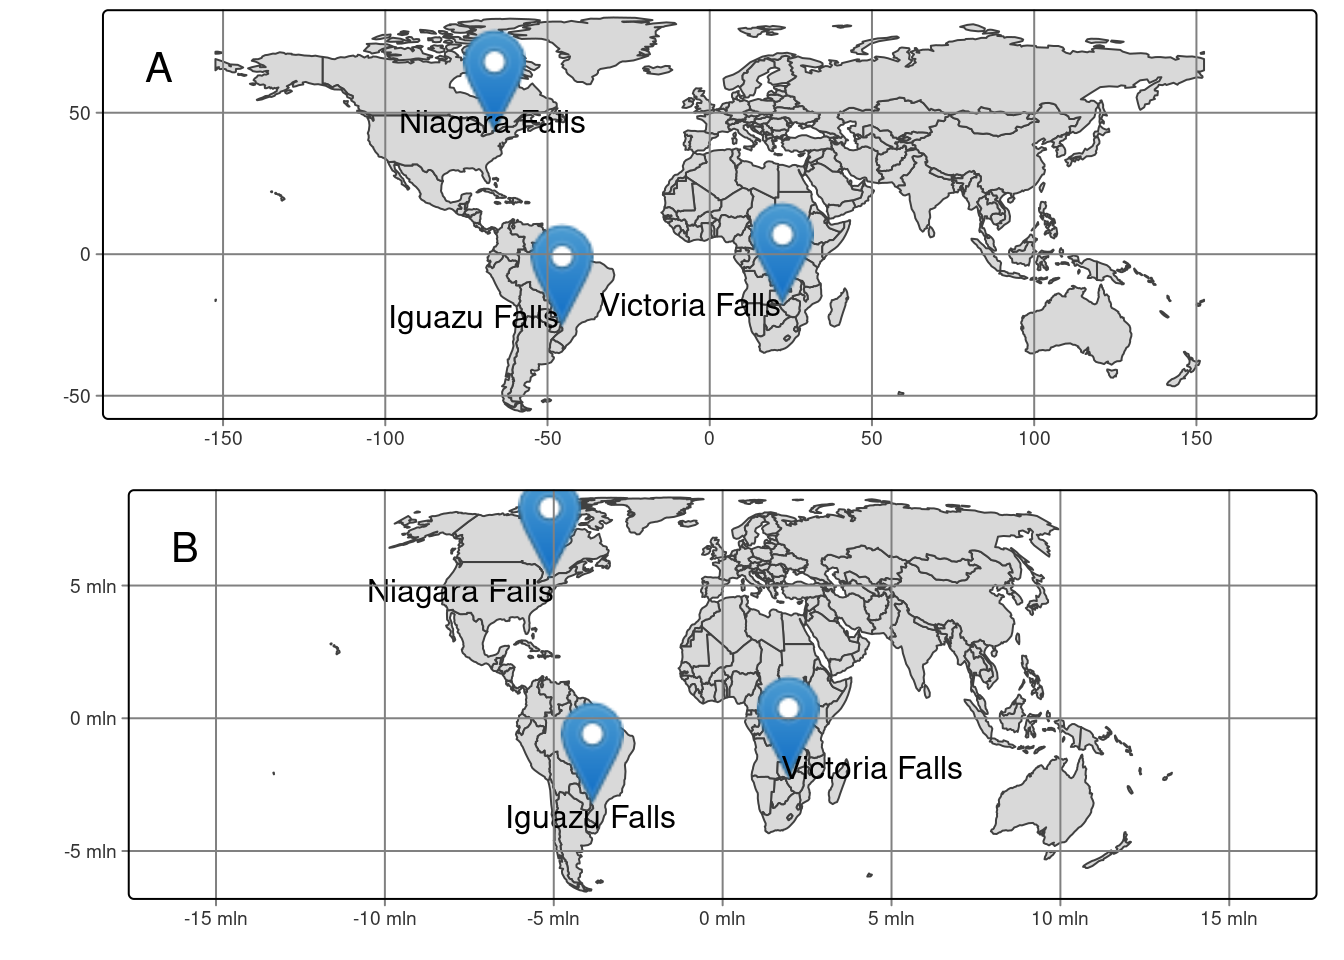 A
50
0
-50
Niagara Falls
Iguazu Falls
Victoria Falls
-150 -100 -50 0 50 100 150
B
5 mln
0 mln
-5 mln
Niagara Falls
Victoria Falls
Iguazu Falls
-15 mln -10 mln -5 mln 0 mln 5 mln 10 mln 15 mln